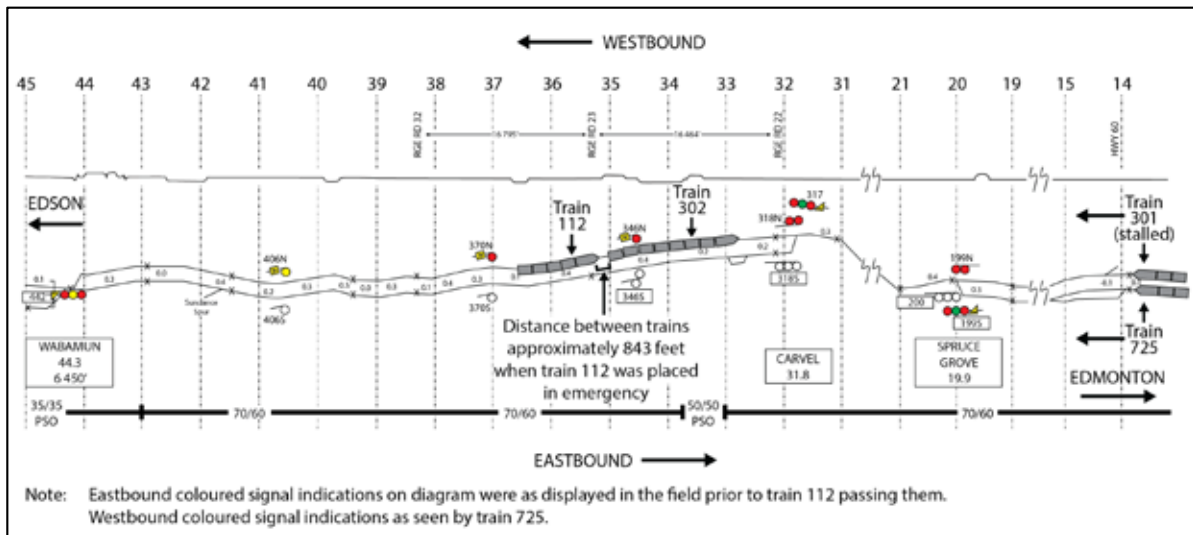 WESTBOUND
45 44 43 42 41 40 39 38 37 36 35 34 33 32 31 21 20 19 15 14
RGE RD 32
16 795'
RGE RD 23
16 464'
RGE RD 22
HWY 60
EDSON
Train
112
Train
302
317
318N
Train
301
(stalled)
406N
370N
346N
199N
Sundance
Spur
406S
370S
346S
318S
200
199S
Distance between trains
approximately 843 feet
when train 112 was placed
in emergency
Train
725
WABAMUN
44.3
6 450'
CARVEL
31.8
SPRUCE
GROVE
19.9
EDMONTON
35/35
PSO
70/60
70/60
50/50
PSO
70/60
EASTBOUND
Note: Eastbound coloured signal indications on diagram were as displayed in the field prior to train 112 passing them.
Westbound coloured signal indications as seen by train 725.